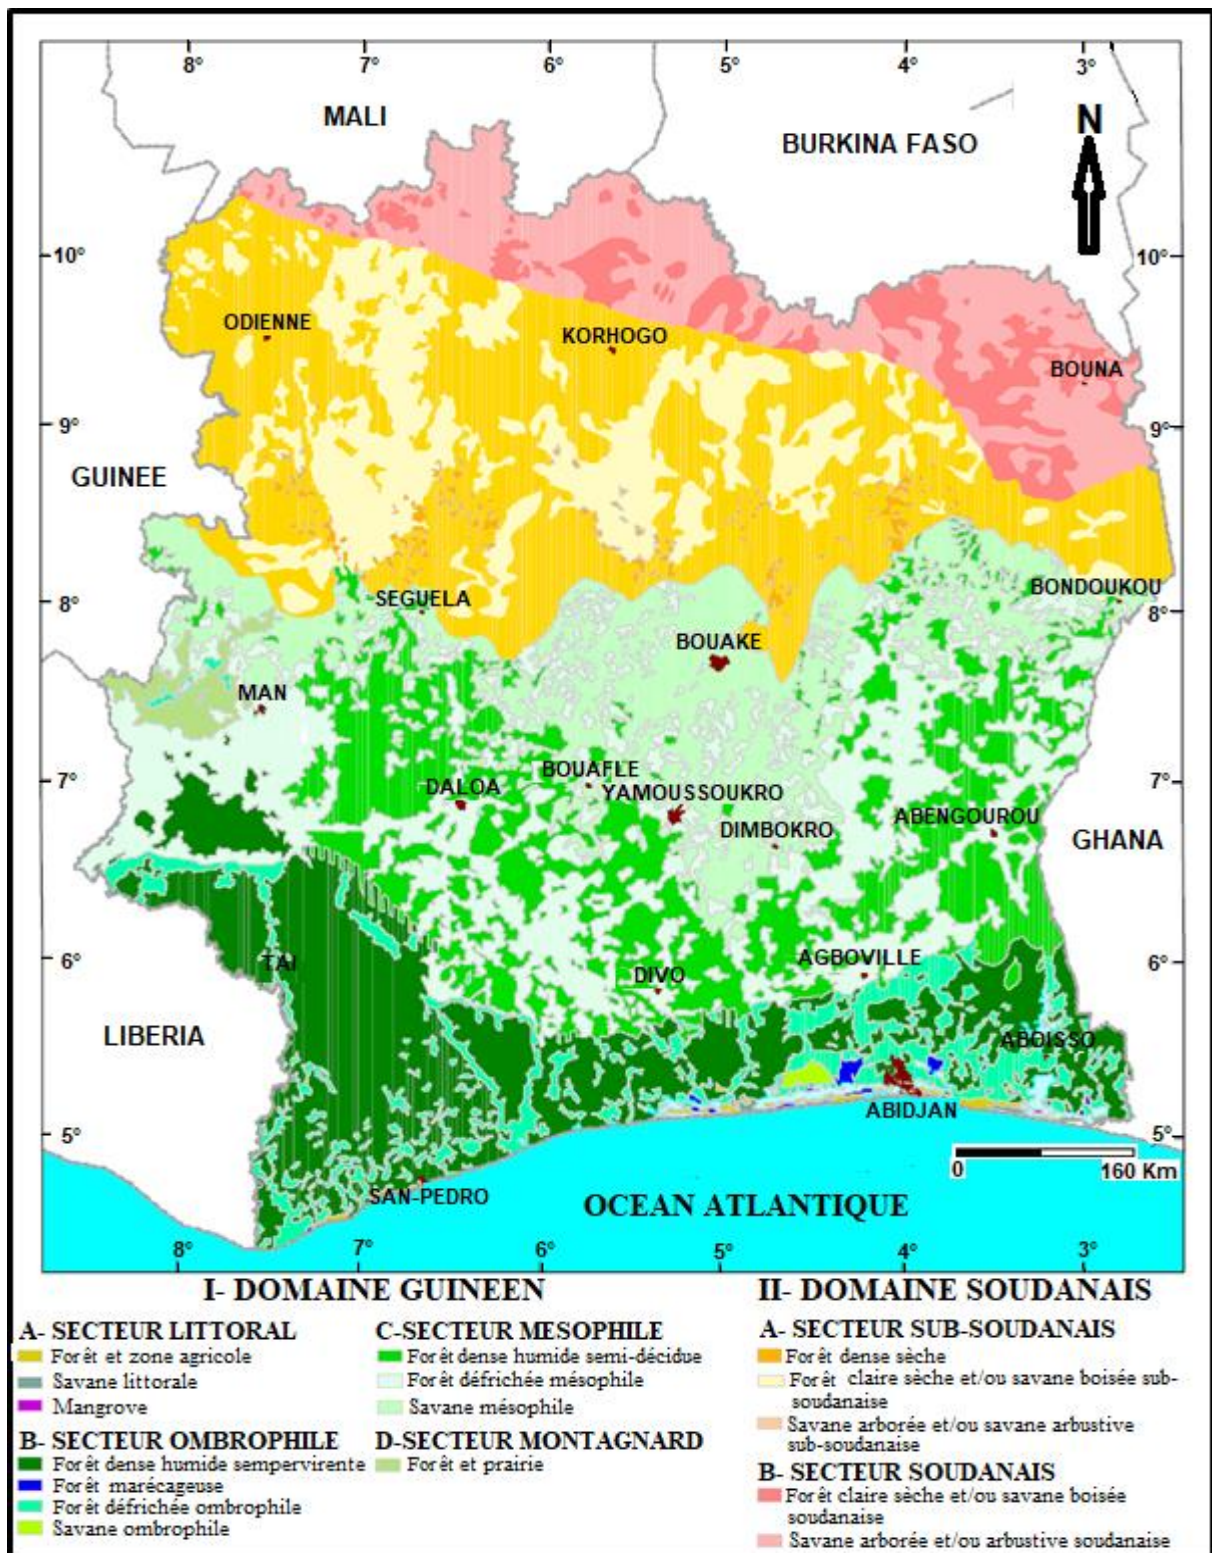 8° 7° 6° 5° 4° 3°
MALI
BURKINA FASO
N
10° 10°
ODIENNE
KORHOGO
BOUNA
9° 9°
GUINEE
8° 8°
SEGUELA
BONDOUKOU
BOUAKE
MAN
7° 7°
DALOA
BOUAFLE
YAMOUSSOUKRO
DIMBOKRO
ABENGOUROU
GHANA
6° 6°
TAI
DIVO
AGBOVILLE
LIBERIA
ABOISSO
ABIDJAN
5° 5°
0 160 Km
SAN-PEDRO
OCEAN ATLANTIQUE
8° 7° 6° 5° 4° 3°
I- DOMAINE GUINEEN
A- SECTEUR LITTORAL
Forêt et zone agricole
Savane littorale
Mangrove
B- SECTEUR OMBROPHILE
Forêt dense humide sempervirente
Forêt marécageuse
Forêt défrichée ombrophile
Savane ombrophile
C-SECTEUR MESOPHILE
Forêt dense humide semi-décidue
Forêt défrichée mésophile
Savane mésophile
D-SECTEUR MONTAGNARD
Forêt et prairie
II- DOMAINE SOUDANAIS
A- SECTEUR SUB-SOUDANAIS
Forêt dense sèche
Forêt claire sèche et/ou savane boisée sub-
soudanaise
Savane arborée et/ou savane arbustive
sub-soudanaise
B- SECTEUR SOUDANAIS
Forêt claire sèche et/ou savane boisée
soudanaise
Savane arborée et/ou arbustive soudanaise